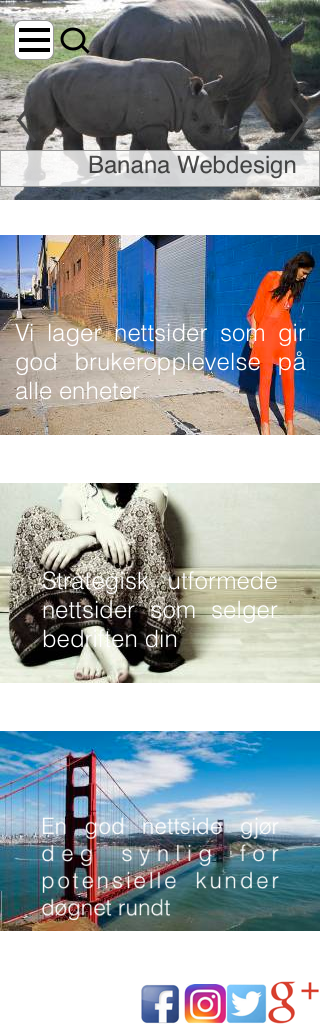 Banana Webdesign
Vi lager nettsider som gir
god brukeropplevelse på
alle enheter
Strategisk utformede
nettsider som selger
bedriften din
En god nettside gjør
deg synlig for
potensielle kunder
døgnet rundt
f
g+